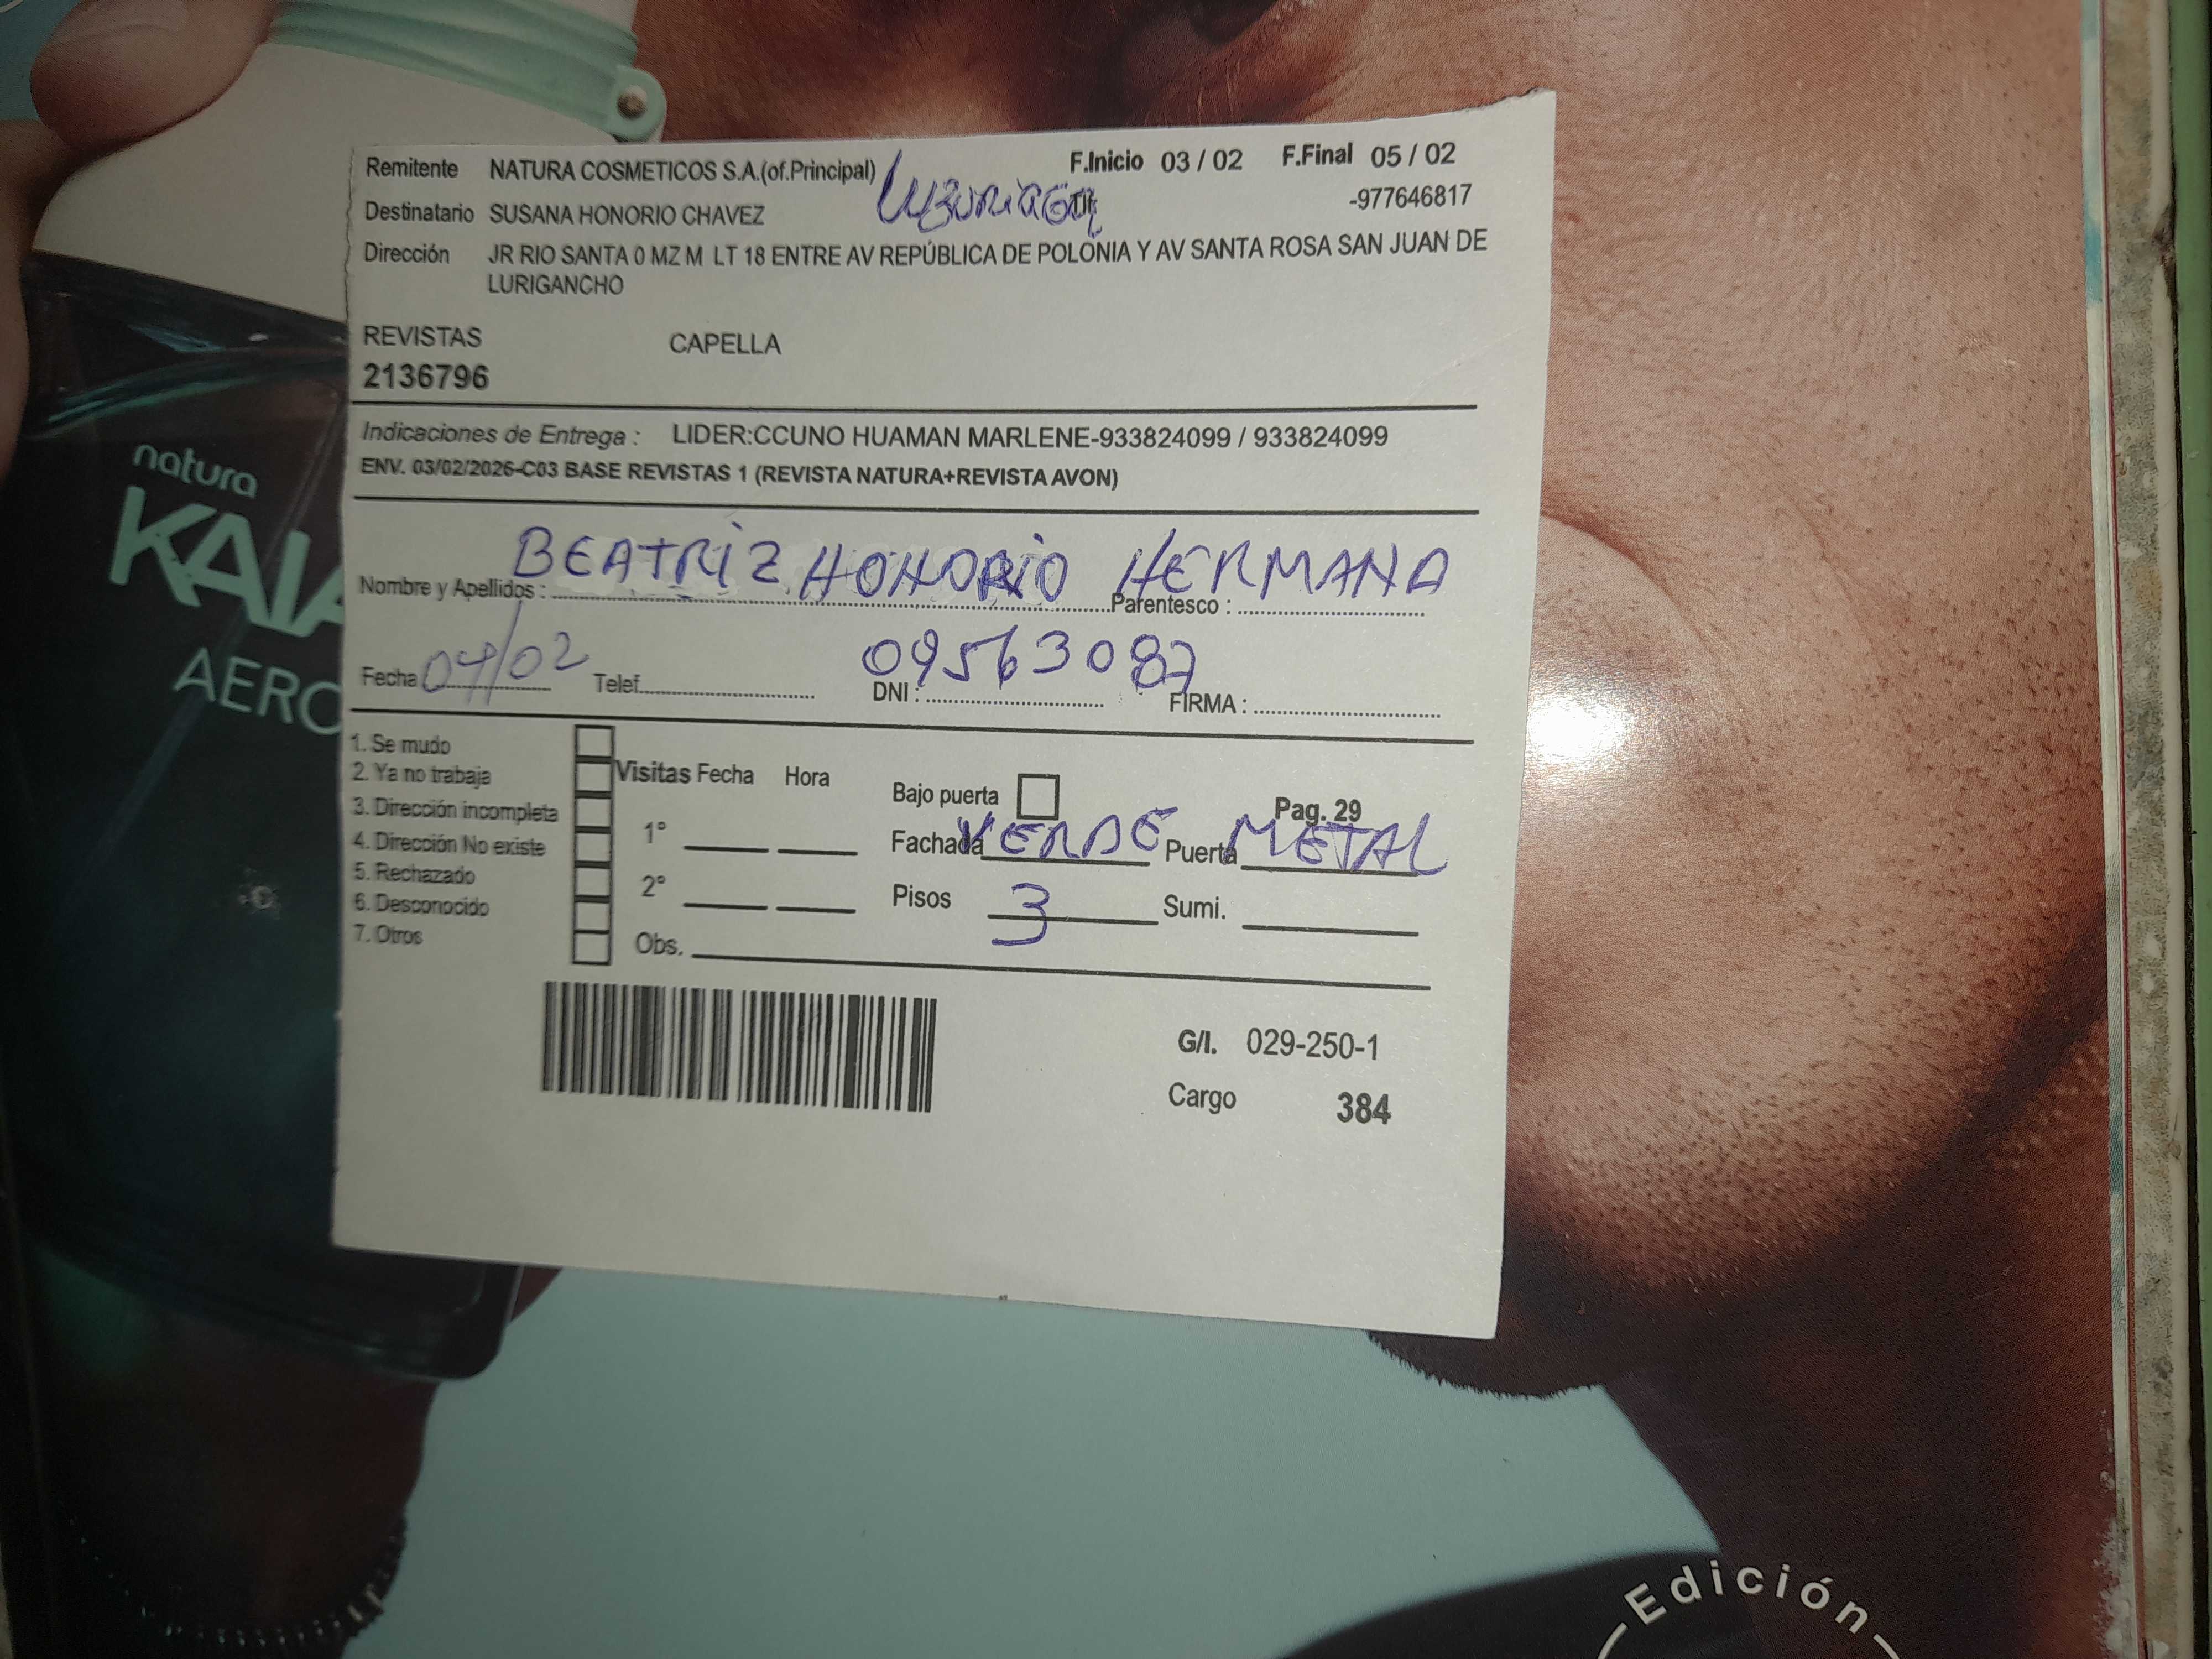 Remitente NATURA COSMETICOS S.A.(of.Principal) F.Inicio 03 / 02 F.Final 05 / 02
Destinatario SUSANA HONORIO CHAVEZ -977646817
Dirección JR RIO SANTA 0 MZ M LT 18 ENTRE AV REPÚBLICA DE POLONIA Y AV SANTA ROSA SAN JUAN DE
LURIGANCHO
REVISTAS CAPELLA
2136796
Indicaciones de Entrega : LIDER:CCUNO HUAMAN MARLENE-933824099 / 933824099
ENV. 03/02/2026-C03 BASE REVISTAS 1 (REVISTA NATURA+REVISTA AVON)
Nombre y Apellidos : BEATRIZ HONORIO Parentesco : HERMANA
Fecha 04/02 Telef. DNI : 09563087 FIRMA :
1. Se mudo
2. Ya no trabaja
3. Dirección incompleta
4. Dirección No existe
5. Rechazado
6. Desconocido
7. Otros
Visitas Fecha Hora
1°
2°
Obs.
Bajo puerta Pag. 29
Fachada VERDE Puerta METAL
Pisos 3 Sumi.
G/I. 029-250-1
Cargo 384
natura
KAIA
AERO
Edición